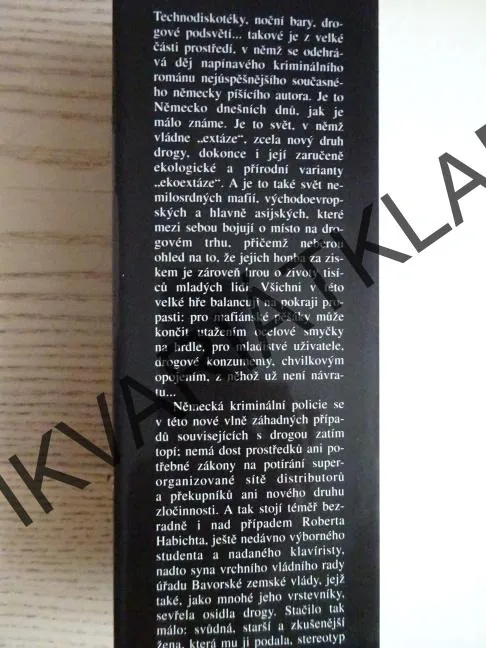 Technodiskotéky, noční bary, dro-
gové podsvětí... takové je z velké
části prostředí, v němž se odehrá-
vá děj napínavého kriminálního
románu nejúspěšnějšího současné-
ho německy píšícího autora. Je to
Německo dnešních dnů, jak je
málo známe. Je to svět, v němž
vládne „extáze“, zcela nový druh
drogy, dokonce i její zaručeně
ekologické a přírodní varianty
„ekoextáze“. A je to také svět ne-
milosrdných mafií, východoevrop-
ských a hlavně asijských, které
mezi sebou bojují o místo na dro-
govém trhu, přičemž neberou
ohled na to, že jejich honba za zis-
kem je zároveň hrou o životy tisí-
ců mladých lidí. Všichni v této
velké hře balancují na pokraji pro-
pasti: pro mafiánské pěšáky může
končit utažením ocelové smyčky
na hrdle, pro mladistvé uživatele,
drogové konzumenty, chvilkovým
opojením, z něhož už není návra-
tu...
Německá kriminální policie se
v této nové vlně záhadných přípa-
dů souvisejících s drogou zatím
topí: nemá dost prostředků ani po-
třebné zákony na potírání super-
organizované sítě distributorů
a překupníků ani nového druhu
zločinnosti. A tak stojí téměř bez-
radně i nad případem Roberta
Habichta, ještě nedávno výborného
studenta a nadaného klavíristy,
nadto syna vrchního vládního rady
úřadu Bavorské zemské vlády, jejž
také, jako mnohé jeho vrstevníky,
sevřela osidla drogy. Stačilo tak
málo: svůdná, starší a zkušenější
žena, která mu ji podala, stereotyp
IKVARIÁT KLA